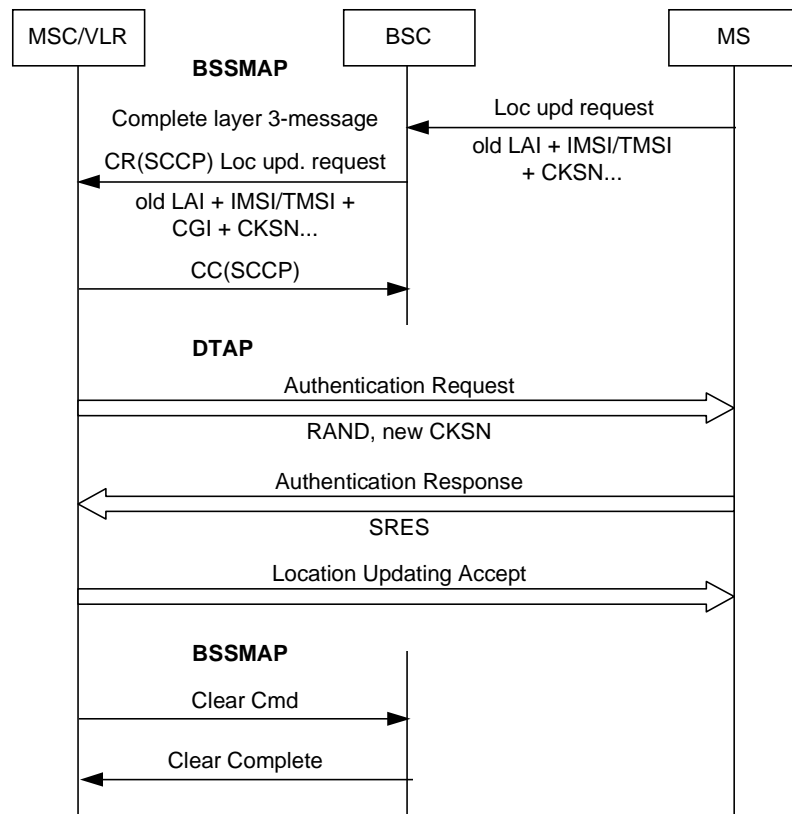 MSC/VLR
BSC
MS
BSSMAP
Complete layer 3-message
Loc upd request
old LAI + IMSI/TMSI
+ CKSN...
CR(SCCP) Loc upd. request
old LAI + IMSI/TMSI +
CGI + CKSN...
CC(SCCP)
DTAP
Authentication Request
RAND, new CKSN
Authentication Response
SRES
Location Updating Accept
BSSMAP
Clear Cmd
Clear Complete